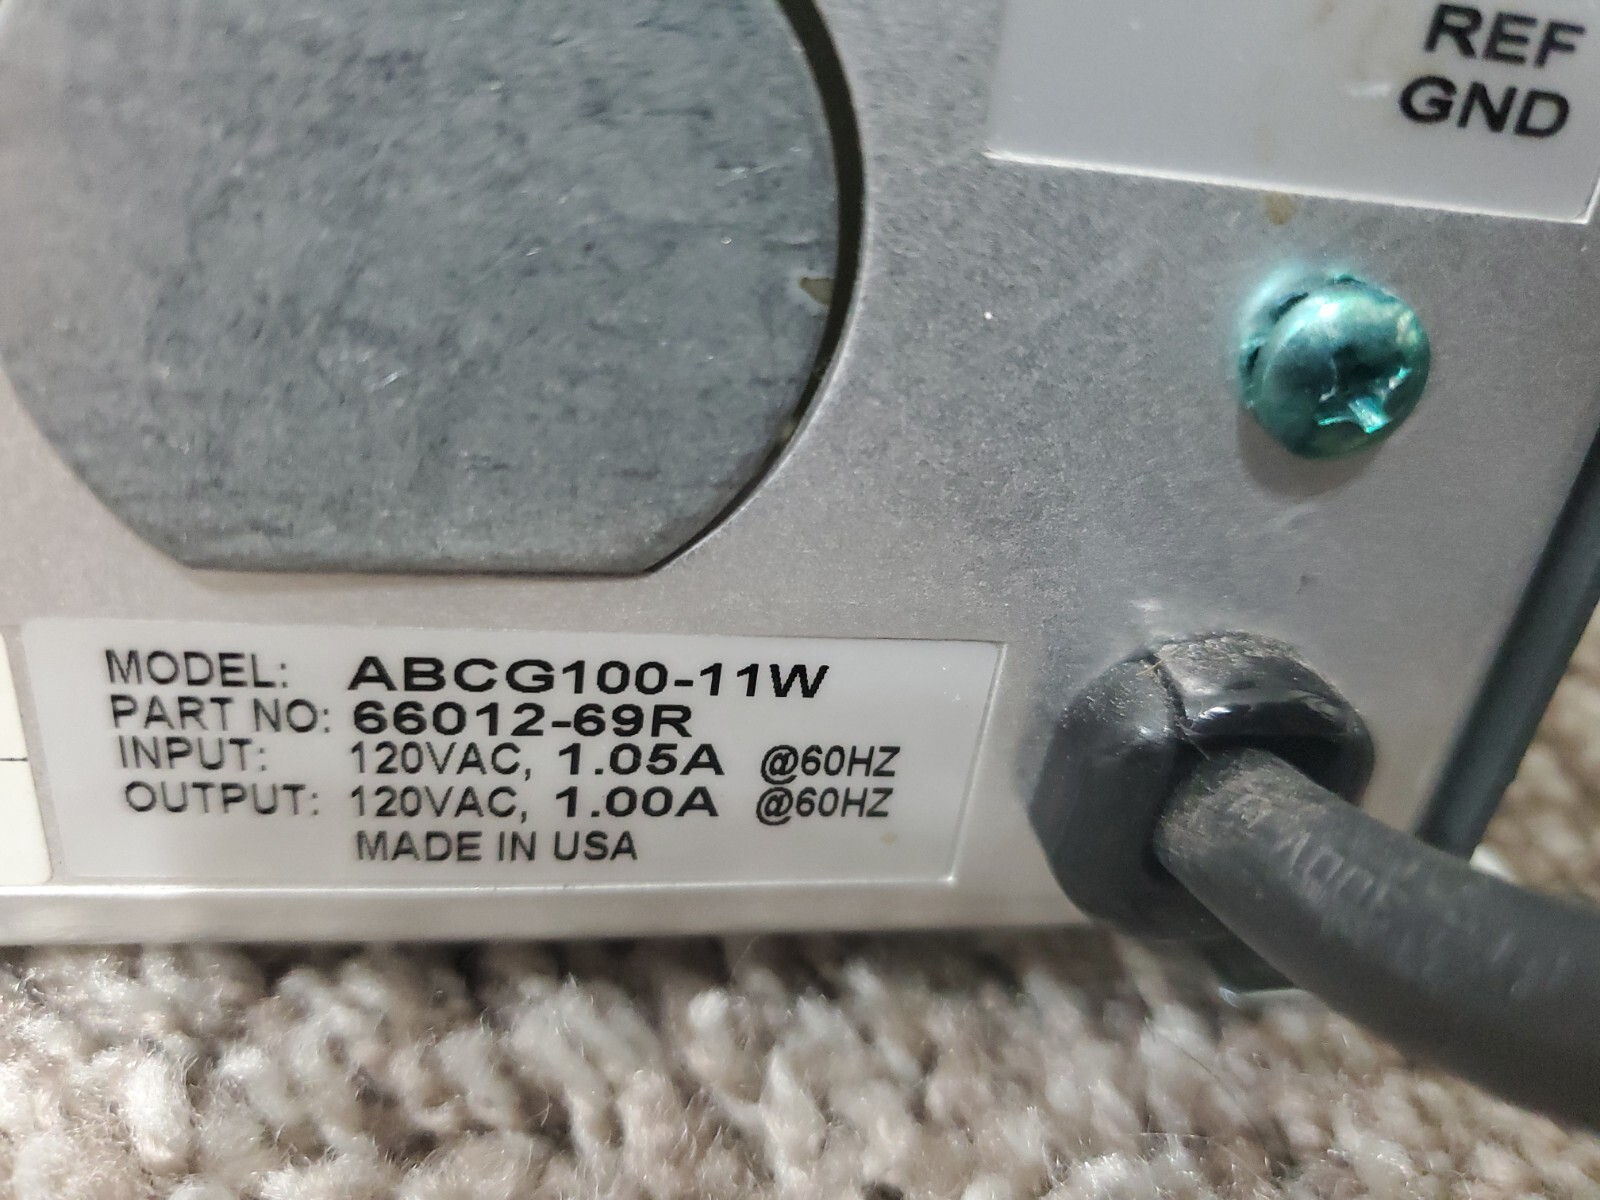 REF
GND
MODEL: ABCG100-11W
PART NO: 66012-69R
INPUT: 120VAC, 1.05A @60HZ
OUTPUT: 120VAC, 1.00A @60HZ
MADE IN USA